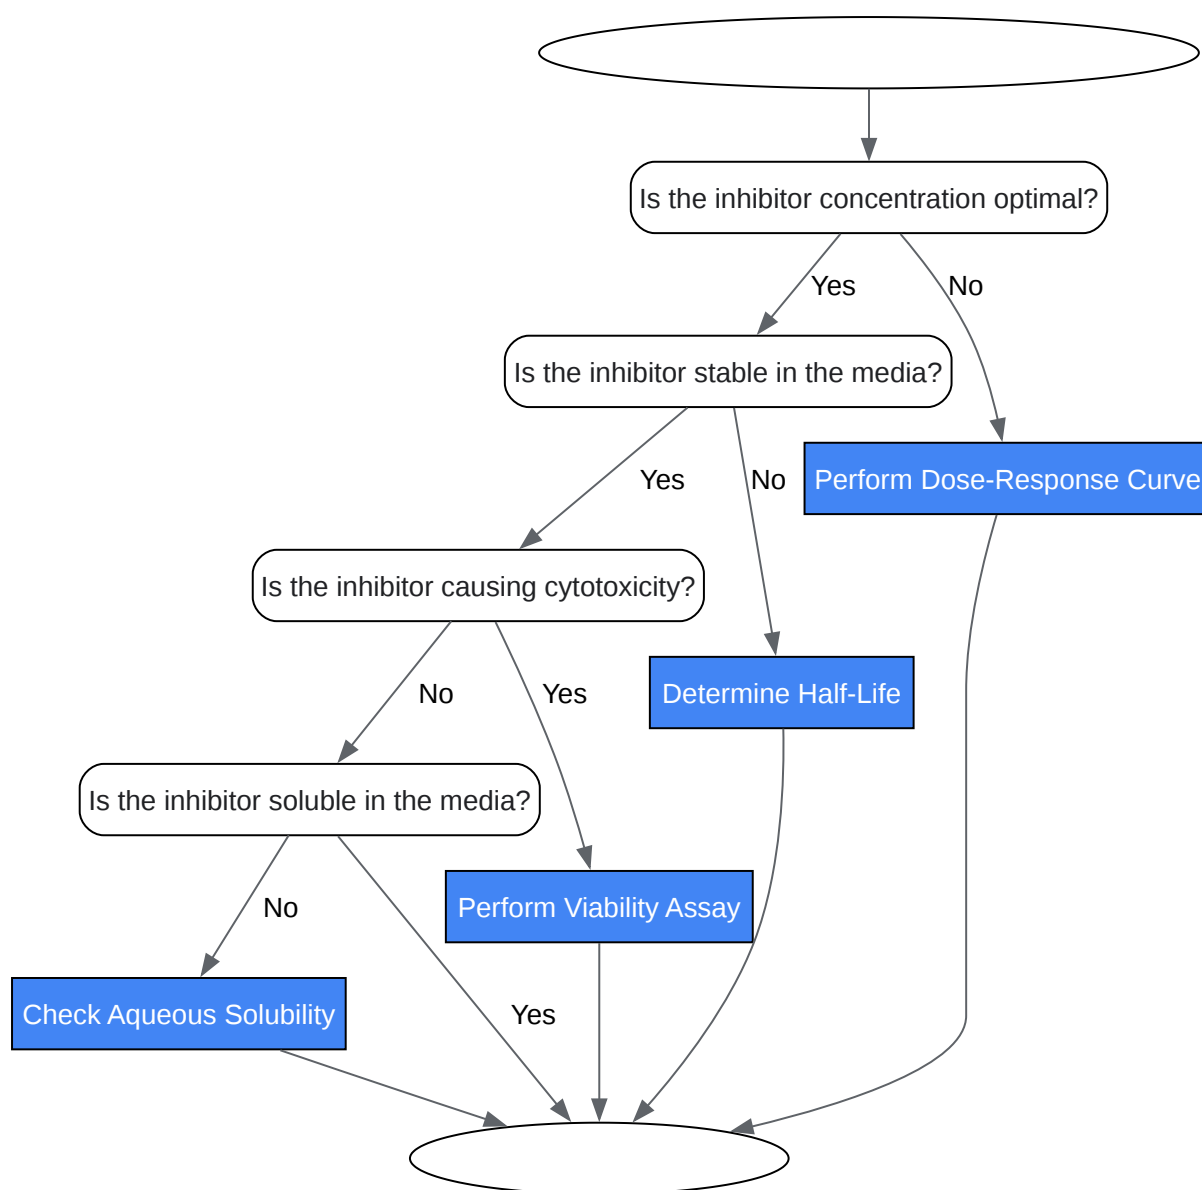 Is the inhibitor concentration optimal?
Yes
No
Is the inhibitor stable in the media?
Yes
No
Perform Dose-Response Curve
Is the inhibitor causing cytotoxicity?
No
Yes
Determine Half-Life
Is the inhibitor soluble in the media?
No
Perform Viability Assay
Check Aqueous Solubility
Yes